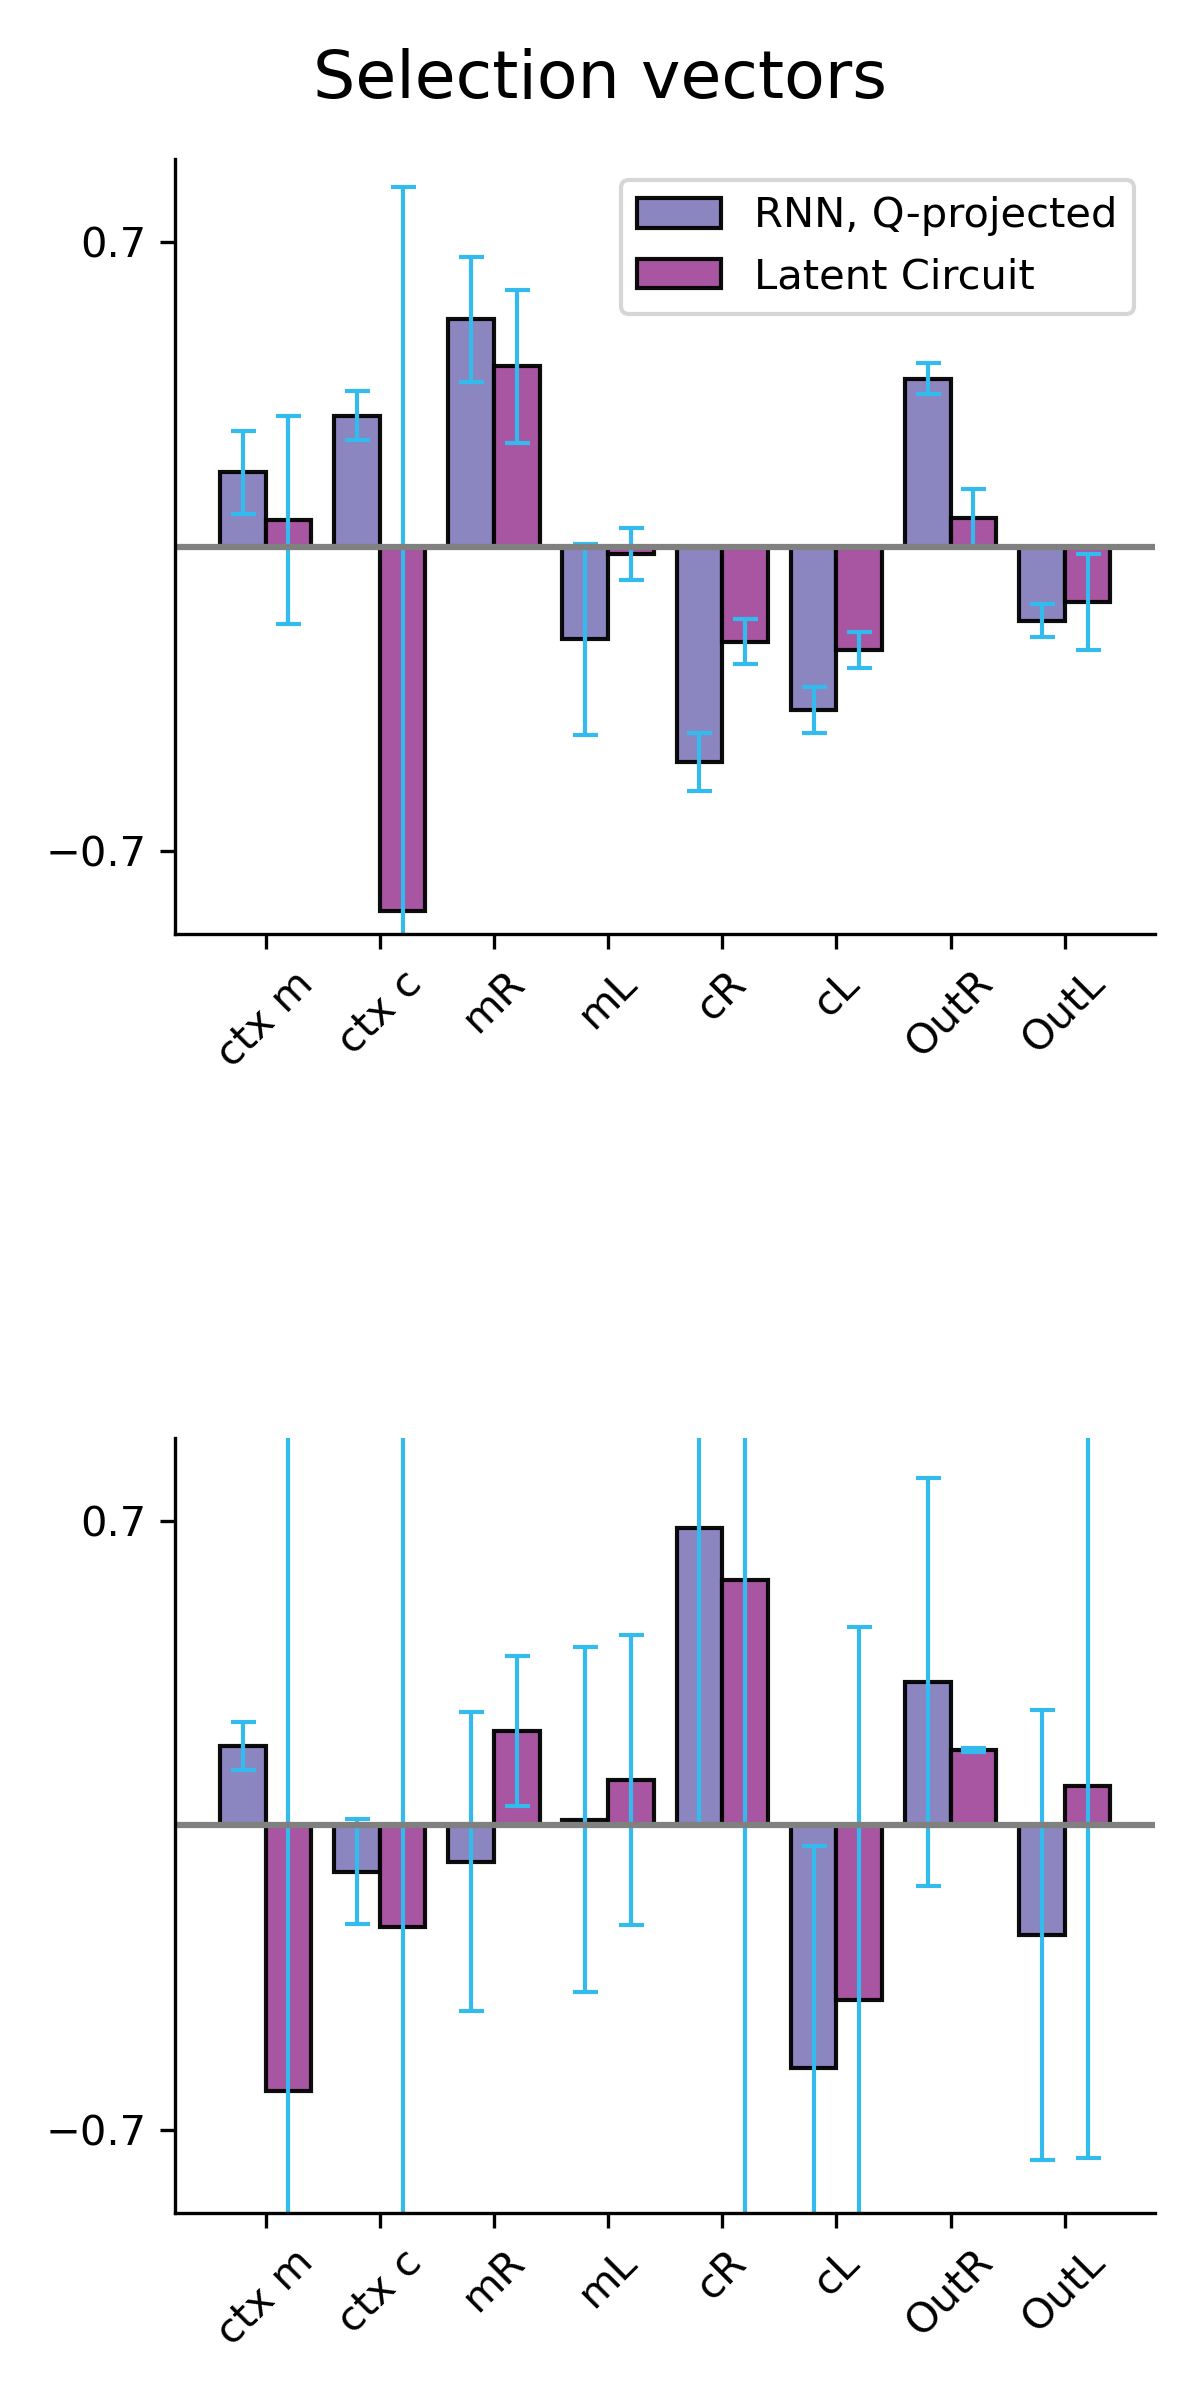 Selection vectors
RNN, Q-projected
Latent Circuit
0.7
−0.7
ctx m
ctx c
mR
mL
cR
cL
OutR
OutL
0.7
−0.7
ctx m
ctx c
mR
mL
cR
cL
OutR
OutL